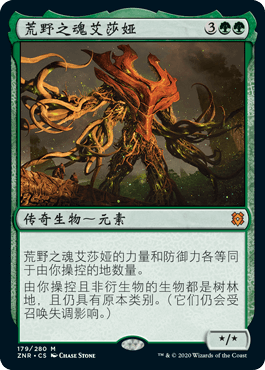 荒野之魂艾莎娅 3
传奇生物～元素
荒野之魂艾莎娅的力量和防御力各等同
于由你操控的地数量。
由你操控且非衍生物的生物都是树林
地，且仍具有原本类别。（它们仍会受
召唤失调影响。）
*/*
179/280 M
ZNR • CS Chase Stone
™ & © 2020 Wizards of the Coast